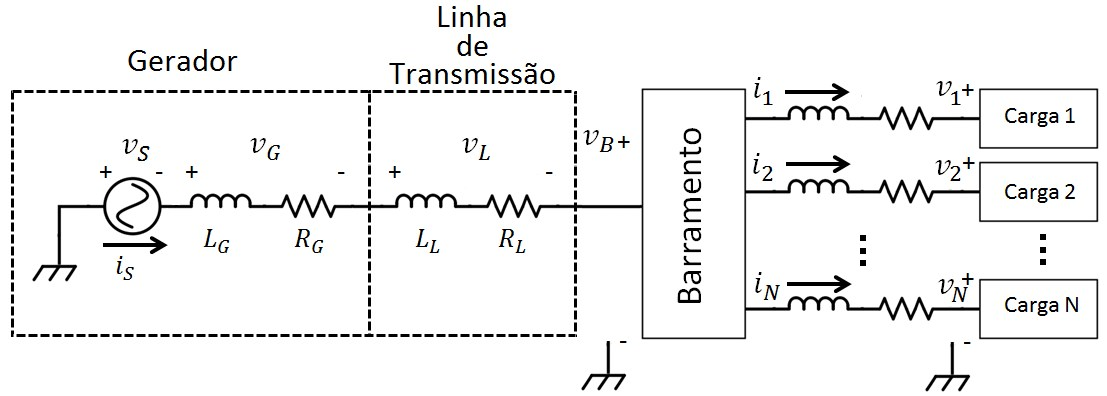 Linha
de
Transmissão
Gerador
v_S
+ -
v_G
+ -
v_L
+ -
v_B +
-
L_G
R_G
L_L
R_L
i_S
Barramento
i_1
v_1 +
Carga 1
i_2
v_2 +
Carga 2
i_N
v_N +
Carga N
-